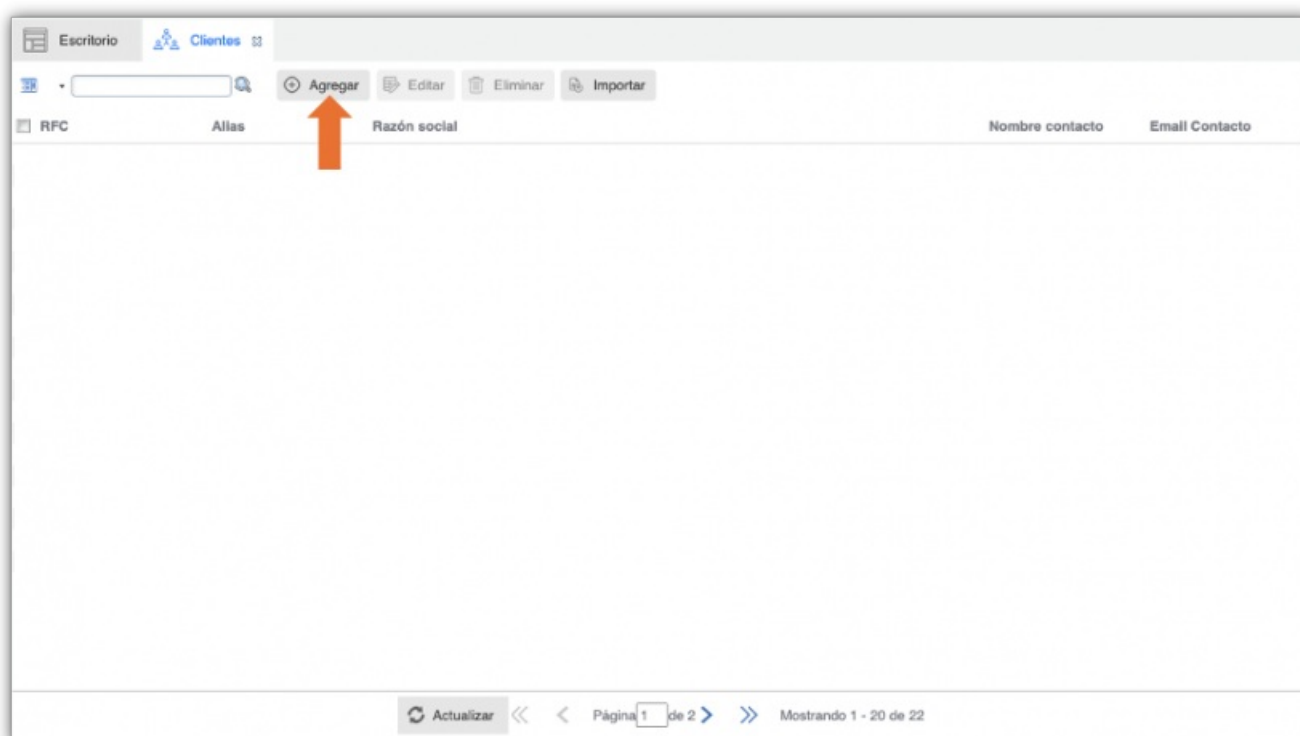 Escritorio Clientes
Agregar Editar Eliminar Importar
RFC Alias Razón social Nombre contacto Email Contacto
Actualizar Página 1 de 2 Mostrando 1 - 20 de 22